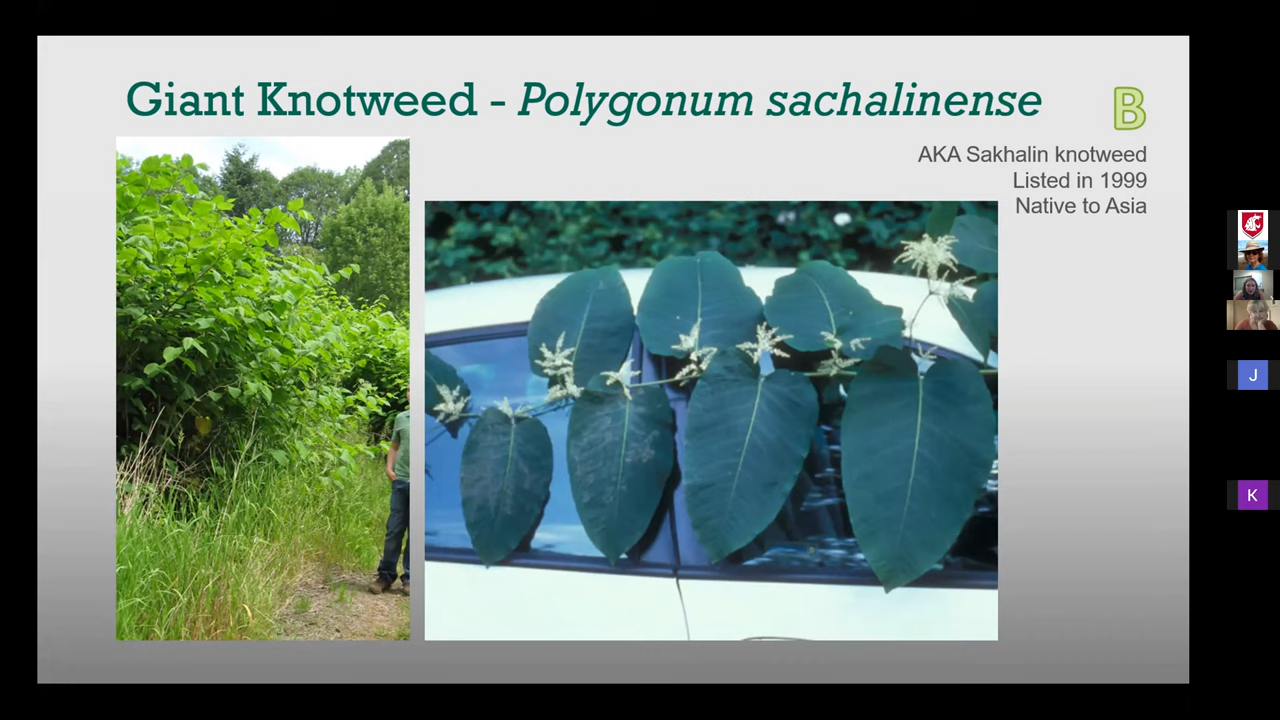 Giant Knotweed - Polygonum sachalinense
B
AKA Sakhalin knotweed
Listed in 1999
Native to Asia
J
K